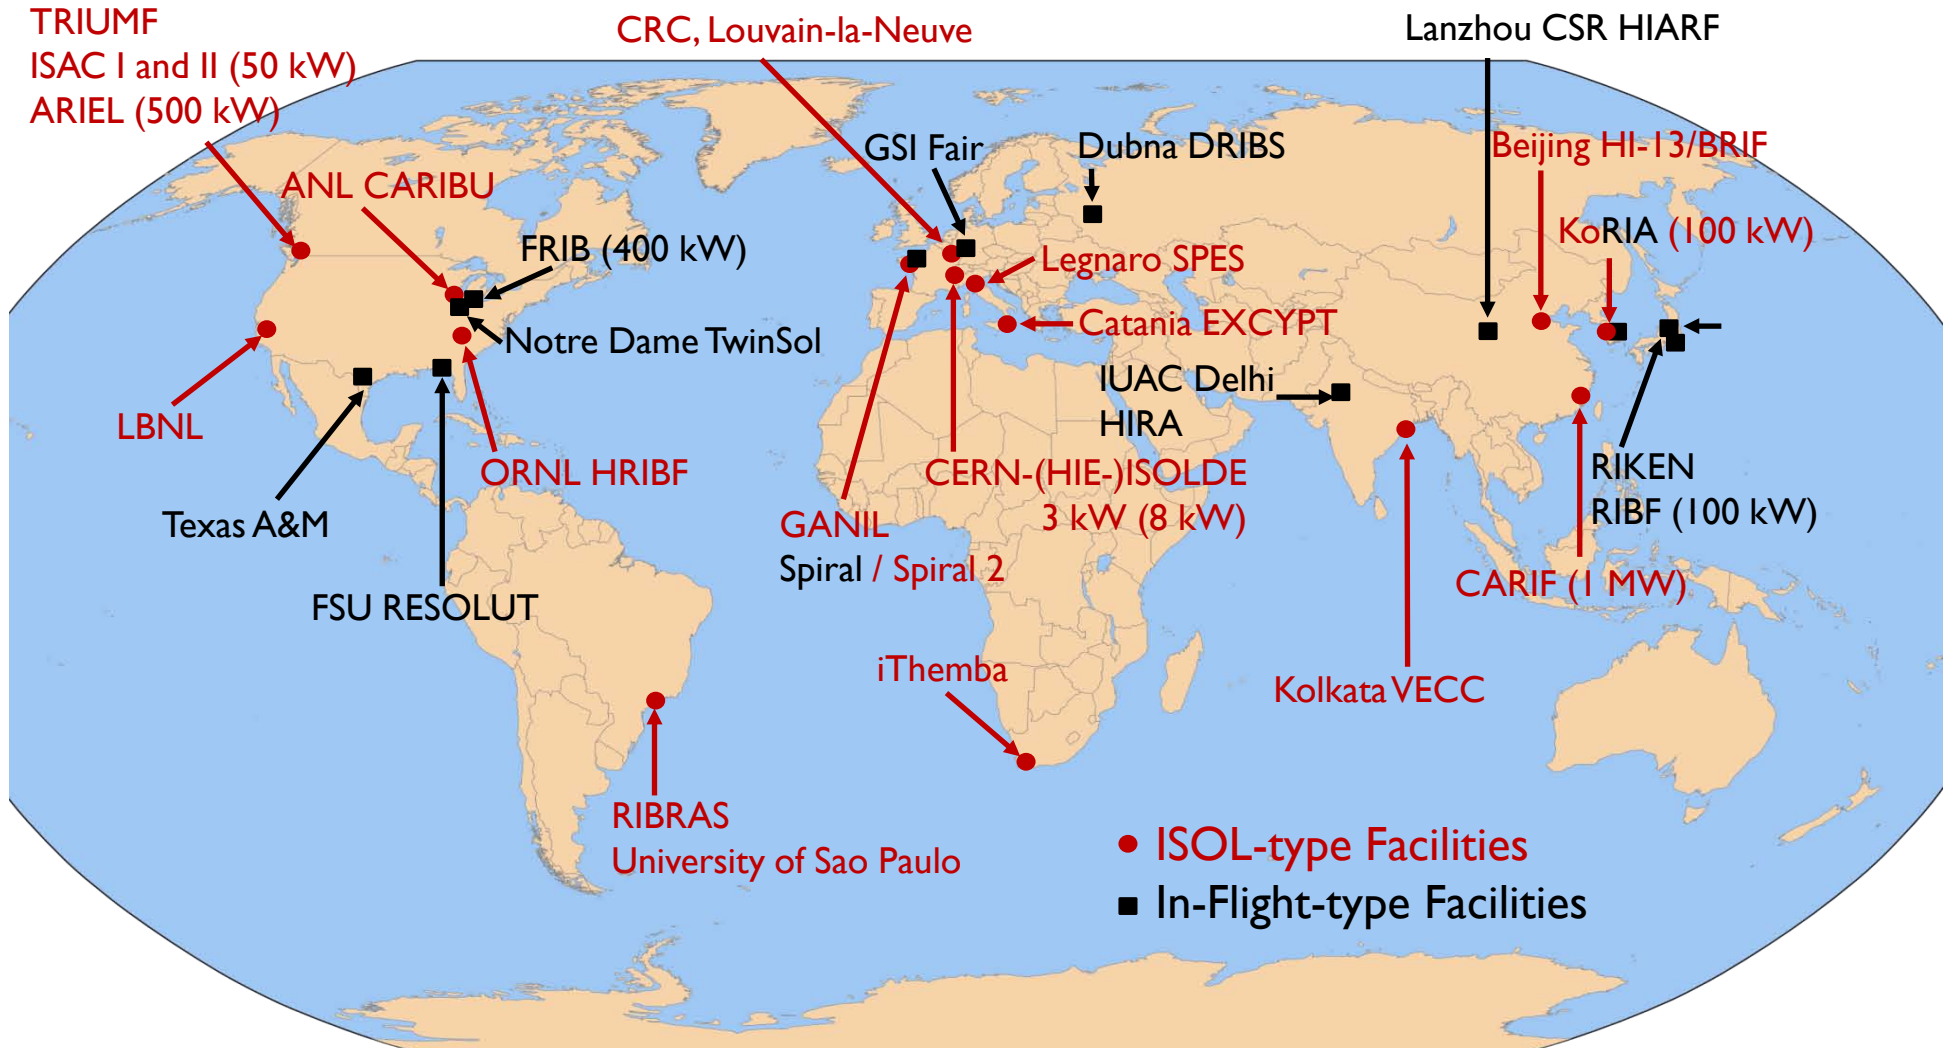 TRIUMF
ISAC I and II (50 kW)
ARIEL (500 kW)
CRC, Louvain-la-Neuve
Lanzhou CSR HIARF
GSI Fair
Dubna DRIBS
Beijing HI-13/BRIF
ANL CARIBU
FRIB (400 kW)
KoRIA (100 kW)
Legnaro SPES
Notre Dame TwinSol
Catania EXCYPT
IUAC Delhi
HIRA
LBNL
ORNL HRIBF
CERN-(HIE-)ISOLDE
3 kW (8 kW)
RIKEN
RIBF (100 kW)
Texas A&M
GANIL
Spiral / Spiral 2
FSU RESOLUT
CARIF (1 MW)
iThemba
Kolkata VECC
RIBRAS
University of Sao Paulo
ISOL-type Facilities
In-Flight-type Facilities